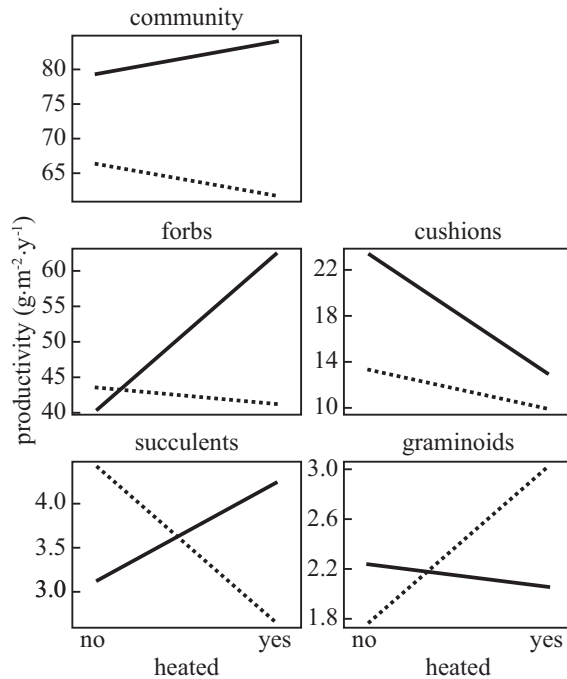 community
80
75
70
65
productivity (g·m⁻²·y⁻¹)
forbs
60
55
50
45
40
cushions
22
18
14
10
succulents
4.0
3.5
3.0
no yes
heated
graminoids
3.0
2.6
2.2
1.8
no yes
heated